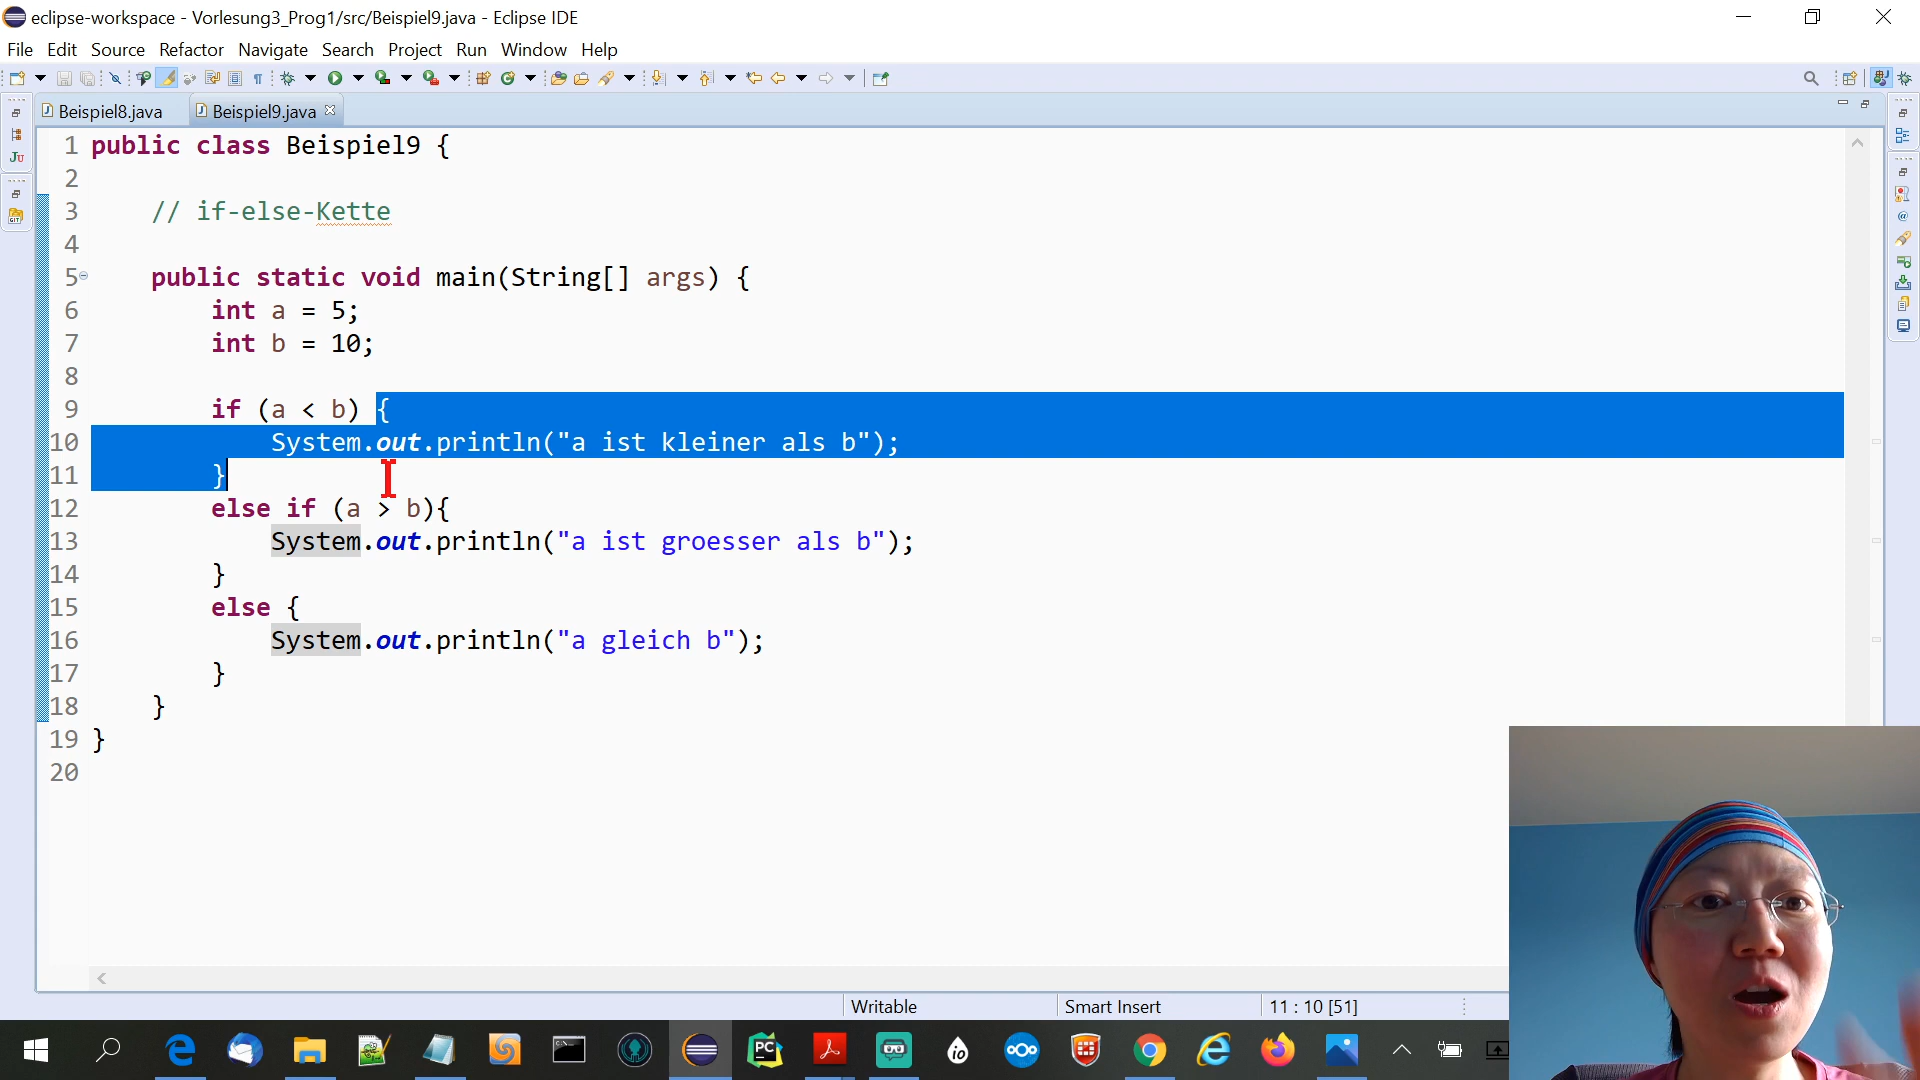 eclipse-workspace - Vorlesung3_Prog1/src/Beispiel9.java - Eclipse IDE
File Edit Source Refactor Navigate Search Project Run Window Help
Beispiel8.java Beispiel9.java
1 public class Beispiel9 {
2
3 // if-else-Kette
4
5 public static void main(String[] args) {
6 int a = 5;
7 int b = 10;
8
9 if (a < b) {
10 System.out.println("a ist kleiner als b");
11 }
12 else if (a > b){
13 System.out.println("a ist groesser als b");
14 }
15 else {
16 System.out.println("a gleich b");
17 }
18 }
19 }
20
Writable Smart Insert 11 : 10 [51]